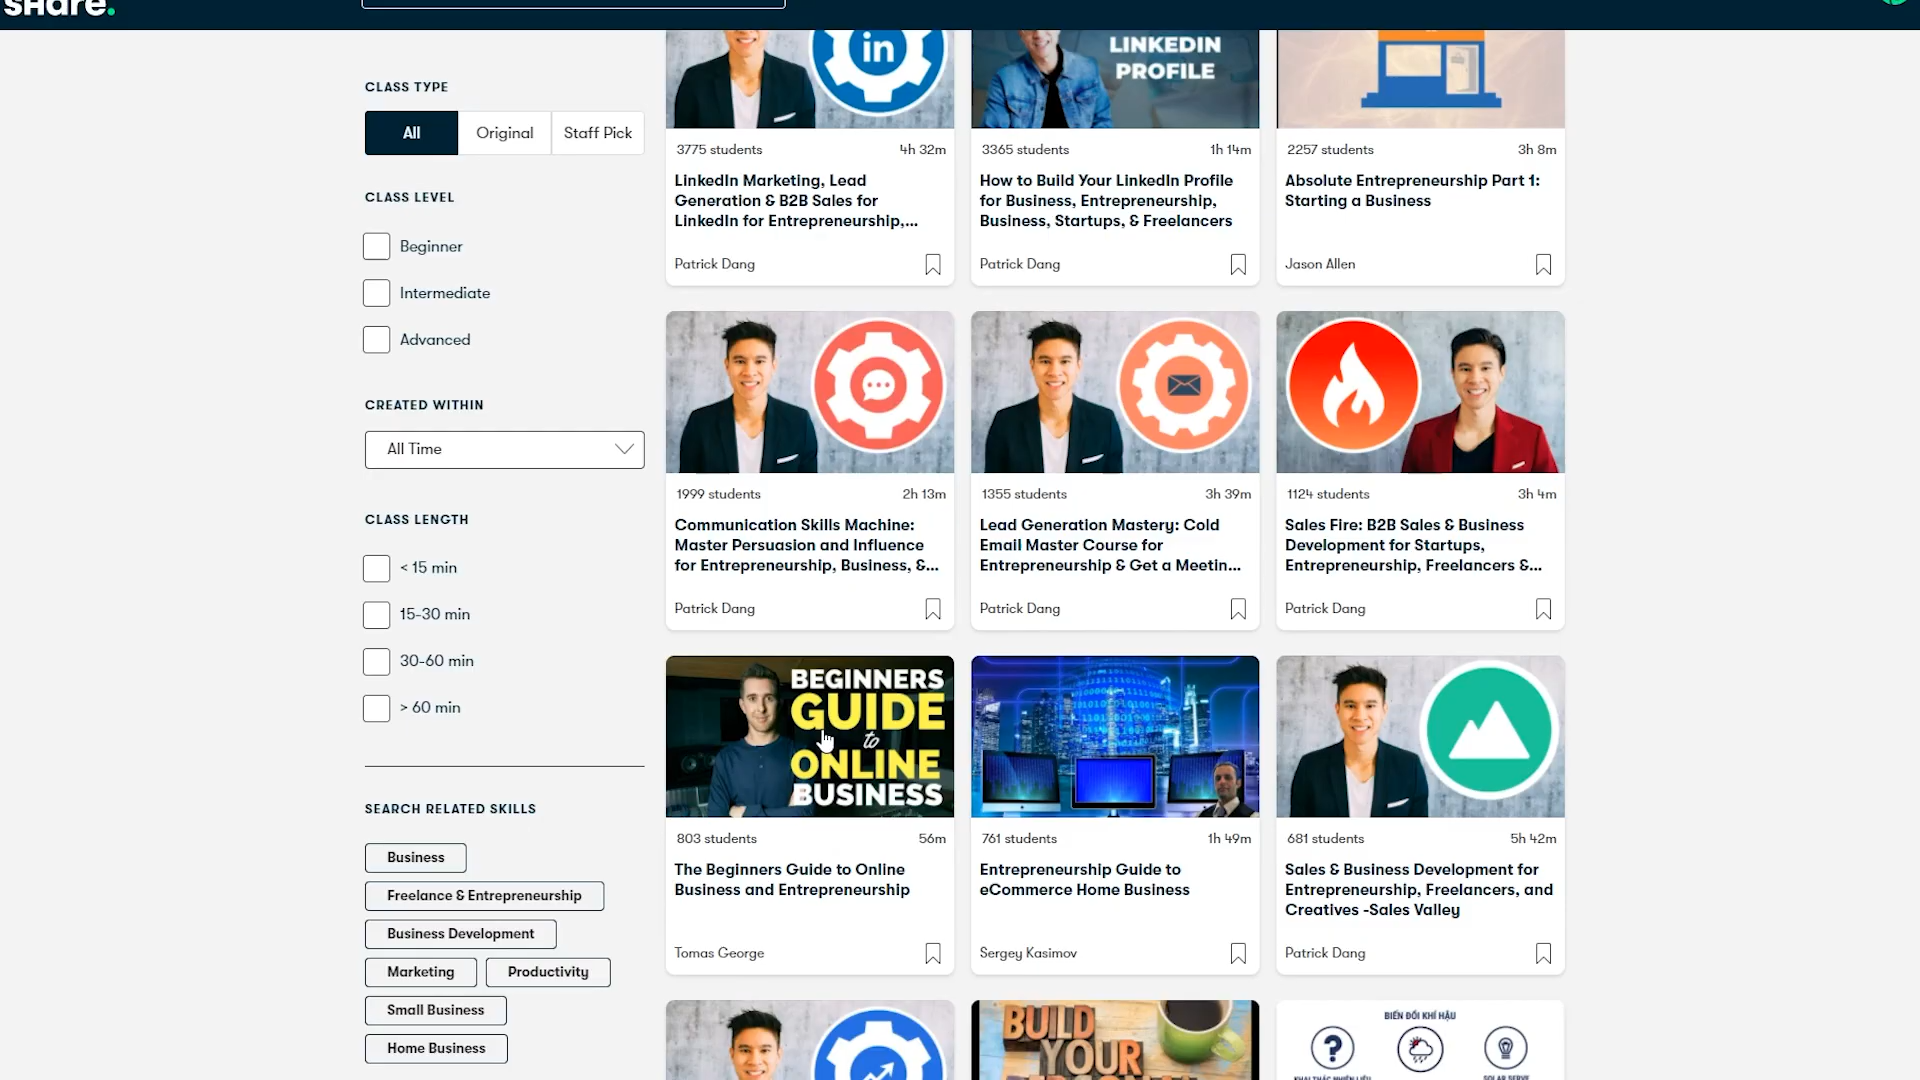 SHare.
CLASS TYPE
All Original Staff Pick
CLASS LEVEL
Beginner
Intermediate
Advanced
CREATED WITHIN
All Time
CLASS LENGTH
< 15 min
15-30 min
30-60 min
> 60 min
SEARCH RELATED SKILLS
Business
Freelance & Entrepreneurship
Business Development
Marketing Productivity
Small Business
Home Business
in
3775 students 4h 32m
LinkedIn Marketing, Lead
Generation & B2B Sales for
LinkedIn for Entrepreneurship,...
Patrick Dang
LINKEDIN
PROFILE
3365 students 1h 14m
How to Build Your LinkedIn Profile
for Business, Entrepreneurship,
Business, Startups, & Freelancers
Patrick Dang
2257 students 3h 8m
Absolute Entrepreneurship Part 1:
Starting a Business
Jason Allen
1999 students 2h 13m
Communication Skills Machine:
Master Persuasion and Influence
for Entrepreneurship, Business, &...
Patrick Dang
1355 students 3h 39m
Lead Generation Mastery: Cold
Email Master Course for
Entrepreneurship & Get a Meetin...
Patrick Dang
1124 students 3h 4m
Sales Fire: B2B Sales & Business
Development for Startups,
Entrepreneurship, Freelancers &...
Patrick Dang
BEGINNERS
GUIDE
to
ONLINE
BUSINESS
803 students 56m
The Beginners Guide to Online
Business and Entrepreneurship
Tomas George
761 students 1h 49m
Entrepreneurship Guide to
eCommerce Home Business
Sergey Kasimov
681 students 5h 42m
Sales & Business Development for
Entrepreneurship, Freelancers, and
Creatives -Sales Valley
Patrick Dang
BUILD
YOUR
BIẾN ĐỔI KHÍ HẬU